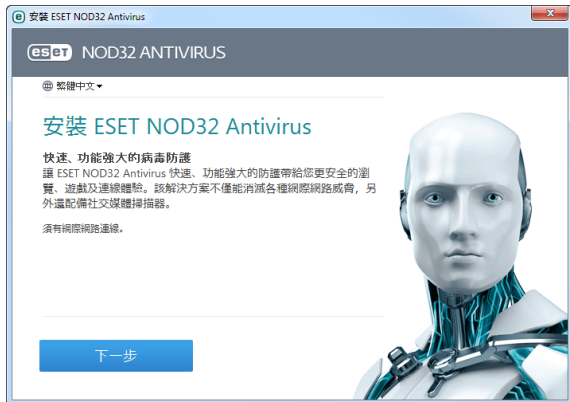 安裝 ESET NOD32 Antivirus
eset NOD32 ANTIVIRUS
繁體中文
安裝 ESET NOD32 Antivirus
快速、功能強大的病毒防護
讓 ESET NOD32 Antivirus 快速、功能強大的防護帶給您更安全的瀏
覽、遊戲及連線體驗。該解決方案不僅能消滅各種網際網路威脅，另
外還配備社交媒體掃描器。
須有網際網路連線。
下一步